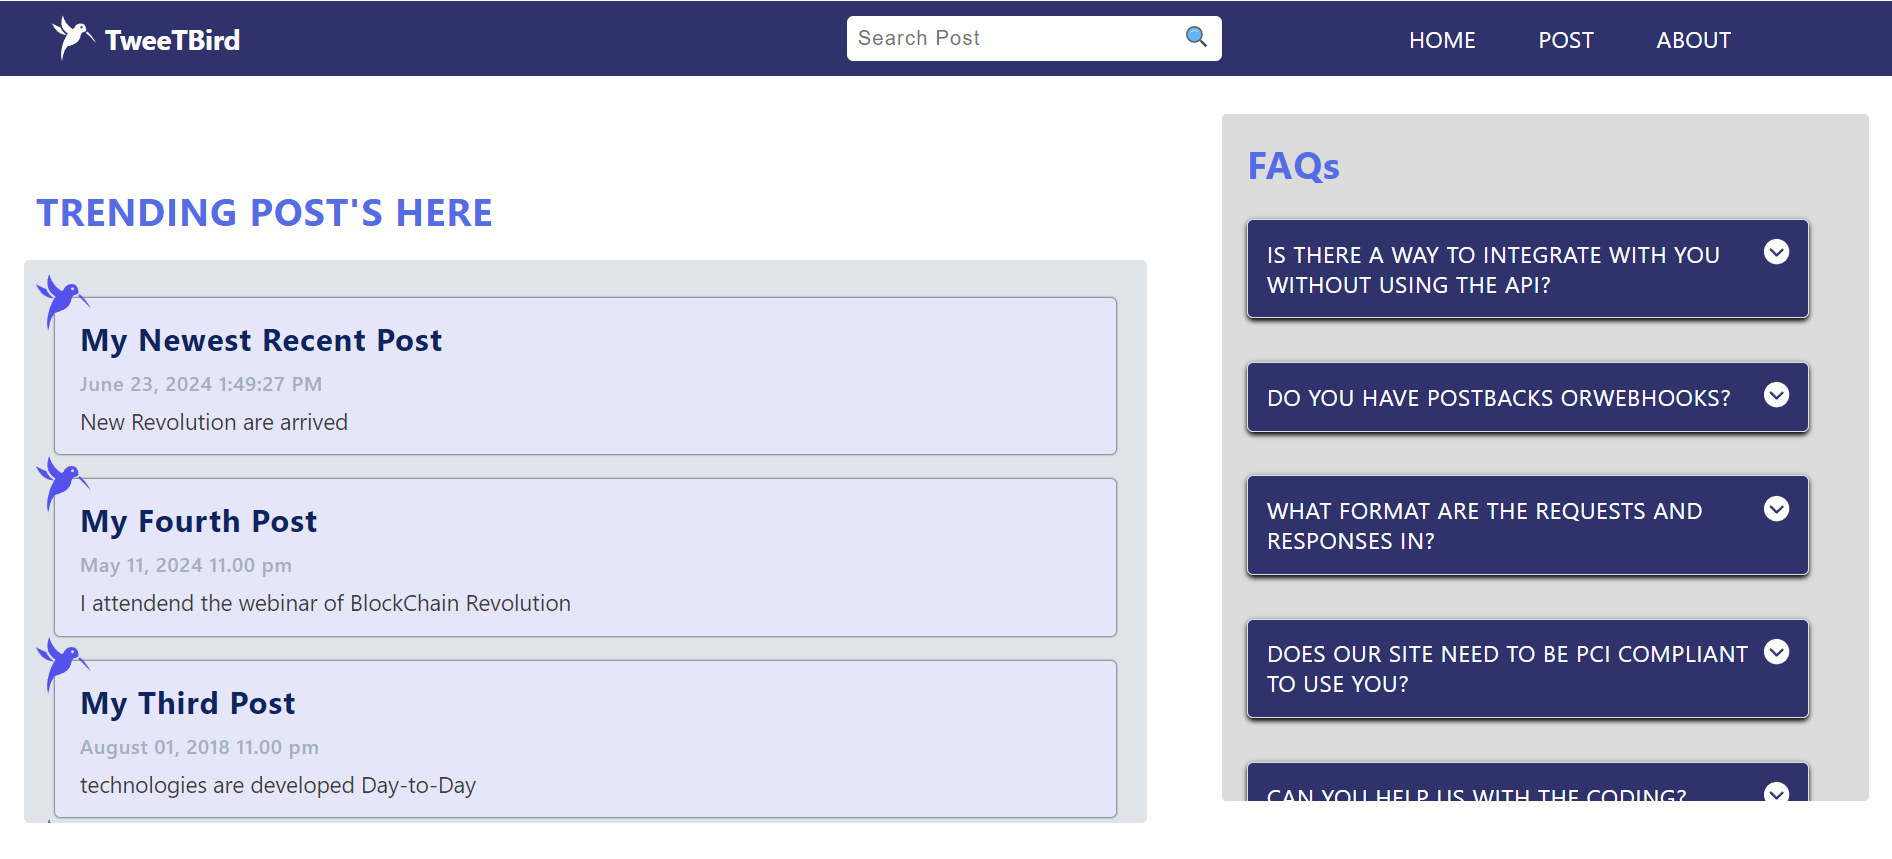 TweeTBird
Search Post
HOME
POST
ABOUT
TRENDING POST'S HERE
My Newest Recent Post
June 23, 2024 1:49:27 PM
New Revolution are arrived
My Fourth Post
May 11, 2024 11.00 pm
I attendend the webinar of BlockChain Revolution
My Third Post
August 01, 2018 11.00 pm
technologies are developed Day-to-Day
FAQs
IS THERE A WAY TO INTEGRATE WITH YOU
WITHOUT USING THE API?
DO YOU HAVE POSTBACKS ORWEBHOOKS?
WHAT FORMAT ARE THE REQUESTS AND
RESPONSES IN?
DOES OUR SITE NEED TO BE PCI COMPLIANT
TO USE YOU?
CAN YOU HELP US WITH THE CODING?